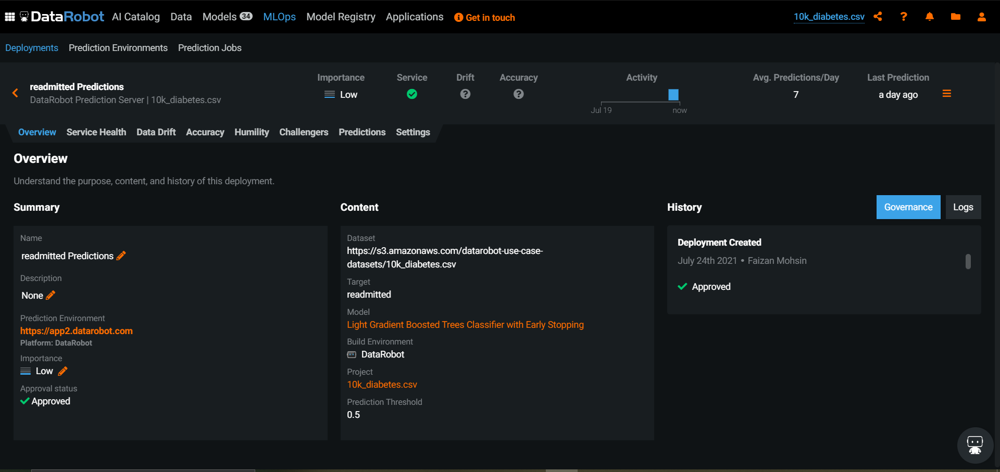 DataRobot AI Catalog Data Models 34 MLOps Model Registry Applications Get in touch 10k_diabetes.csv
Deployments Prediction Environments Prediction Jobs
Importance Service Drift Accuracy Activity Avg. Predictions/Day Last Prediction
readmitted Predictions
Low 7 a day ago
DataRobot Prediction Server | 10k_diabetes.csv
Jul 19 now
Overview Service Health Data Drift Accuracy Humility Challengers Predictions Settings
Overview
Understand the purpose, content, and history of this deployment.
Summary
Name
readmitted Predictions
Description
None
Prediction Environment
https://app2.datarobot.com
Platform: DataRobot
Importance
Low
Approval status
Approved
Content
Dataset
https://s3.amazonaws.com/datarobot-use-case-
datasets/10k_diabetes.csv
Target
readmitted
Model
Light Gradient Boosted Trees Classifier with Early Stopping
Build Environment
DataRobot
Project
10k_diabetes.csv
Prediction Threshold
0.5
History Governance Logs
Deployment Created
July 24th 2021 • Faizan Mohsin
Approved